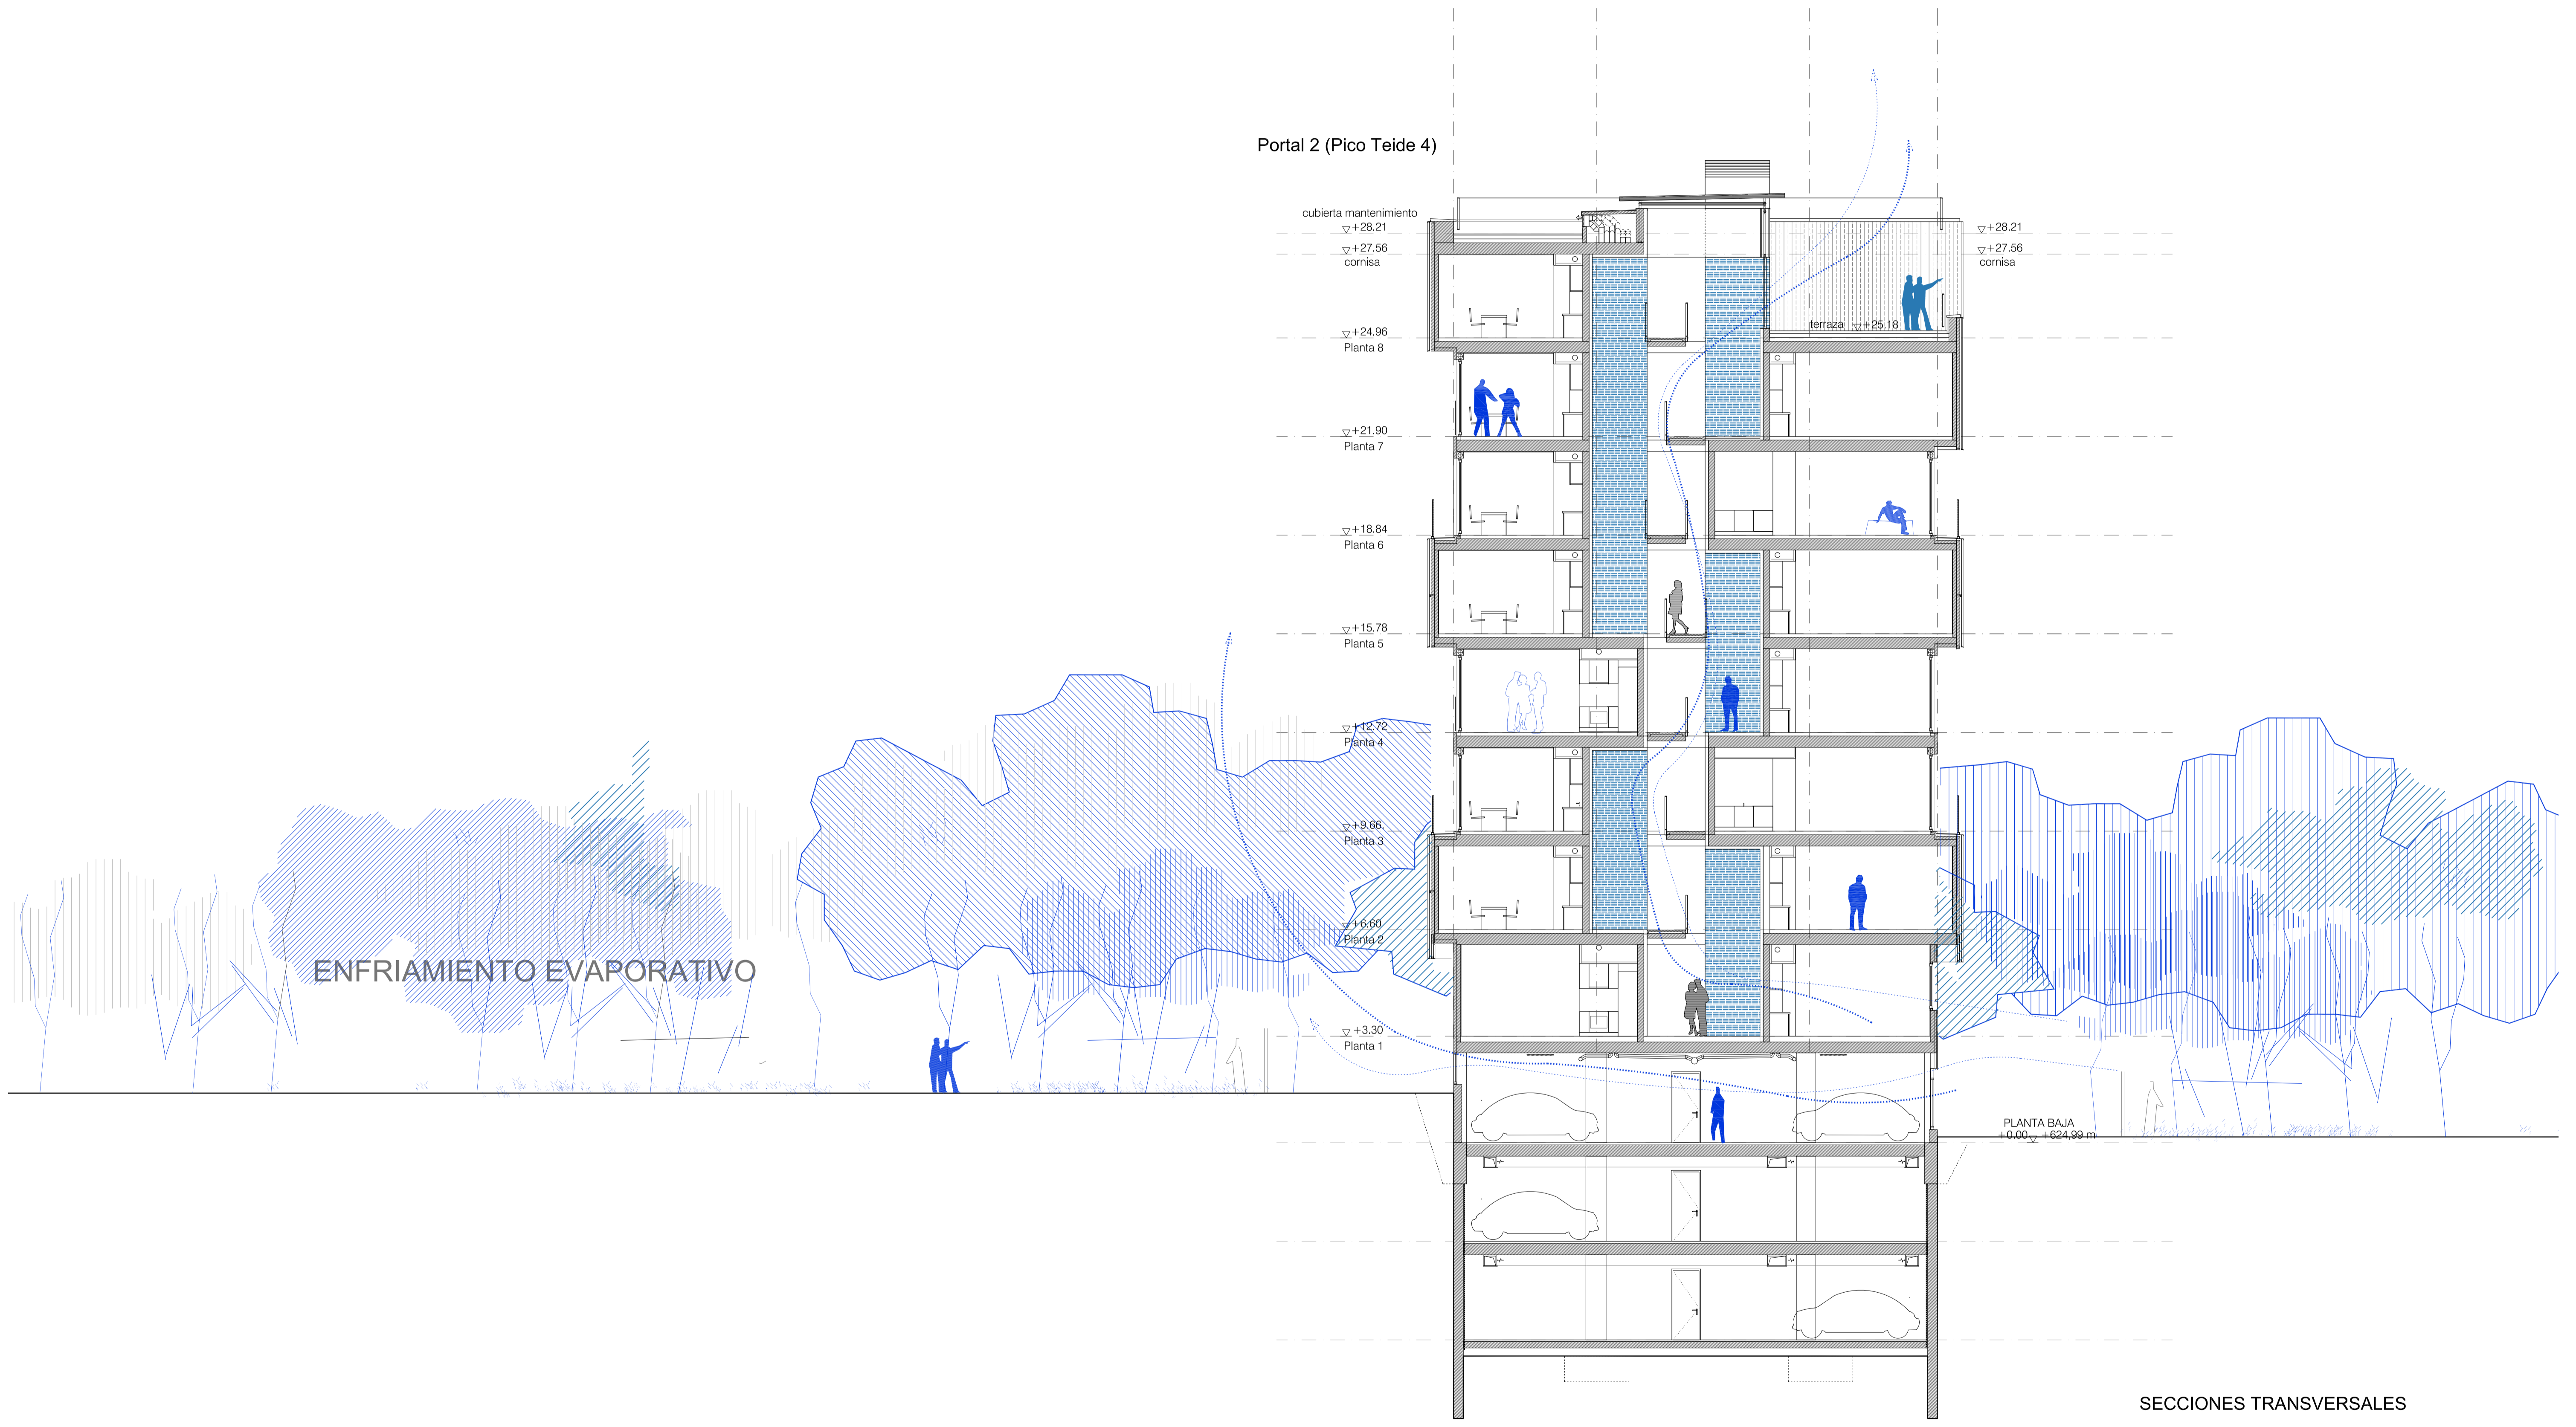 Portal 2 (Pico Teide 4)
cubierta mantenimiento
+28.21
+28.21
+27.56
cornisa
+27.56
cornisa
+24.96
Planta 8
terraza +25.18
+21.90
Planta 7
+18.84
Planta 6
+15.78
Planta 5
+12.72
Planta 4
+9.66
Planta 3
+6.60
Planta 2
ENFRIAMIENTO EVAPORATIVO
+3.30
Planta 1
PLANTA BAJA
+0.00 +624,99 m
SECCIONES TRANSVERSALES